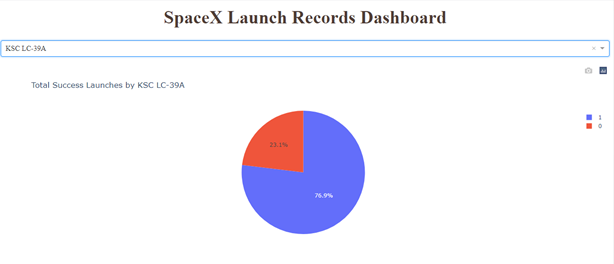 SpaceX Launch Records Dashboard
KSC LC-39A
Total Success Launches by KSC LC-39A
1
0
23.1%
76.9%